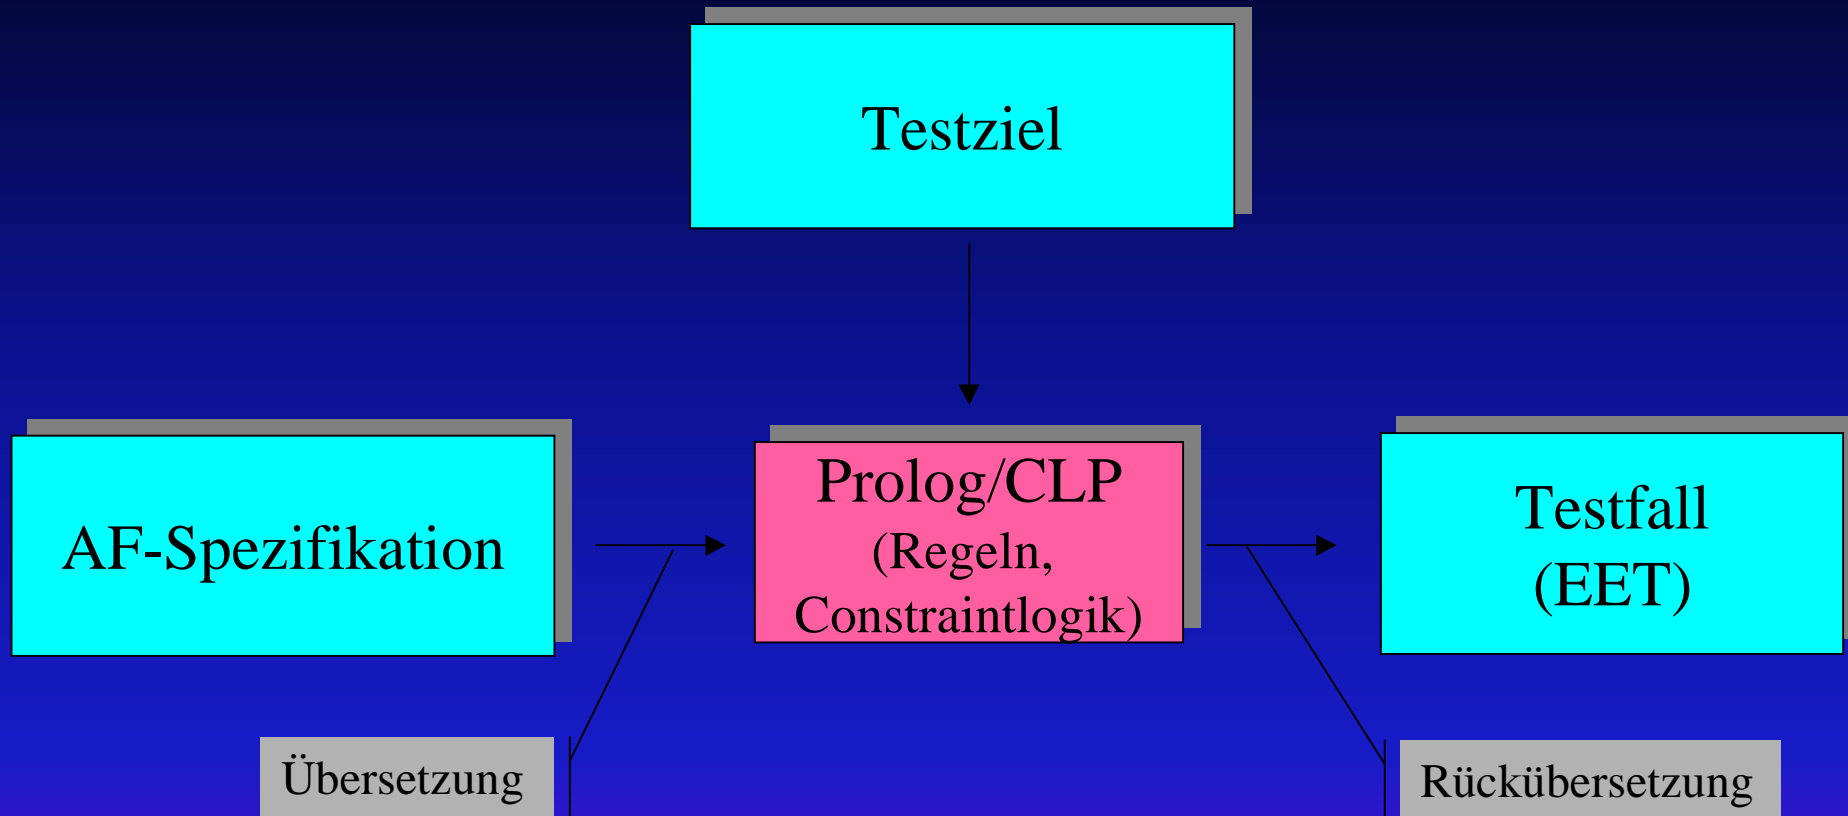 Testziel
AF-Spezifikation
Prolog/CLP
(Regeln,
Constraintlogik)
Testfall
(EET)
Übersetzung
Rückübersetzung